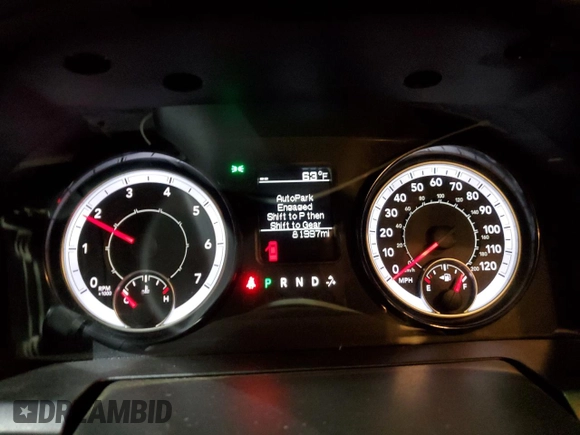 63°F
AutoPark
Engaged
Shift to P then
Shift to Gear
81997mi
P R N D
0 1 2 3 4 5 6 7
RPM
x1000
C H
0 10 20 30 40 50 60 70 80 90 100 110 120
MPH
E F
DREAMBID